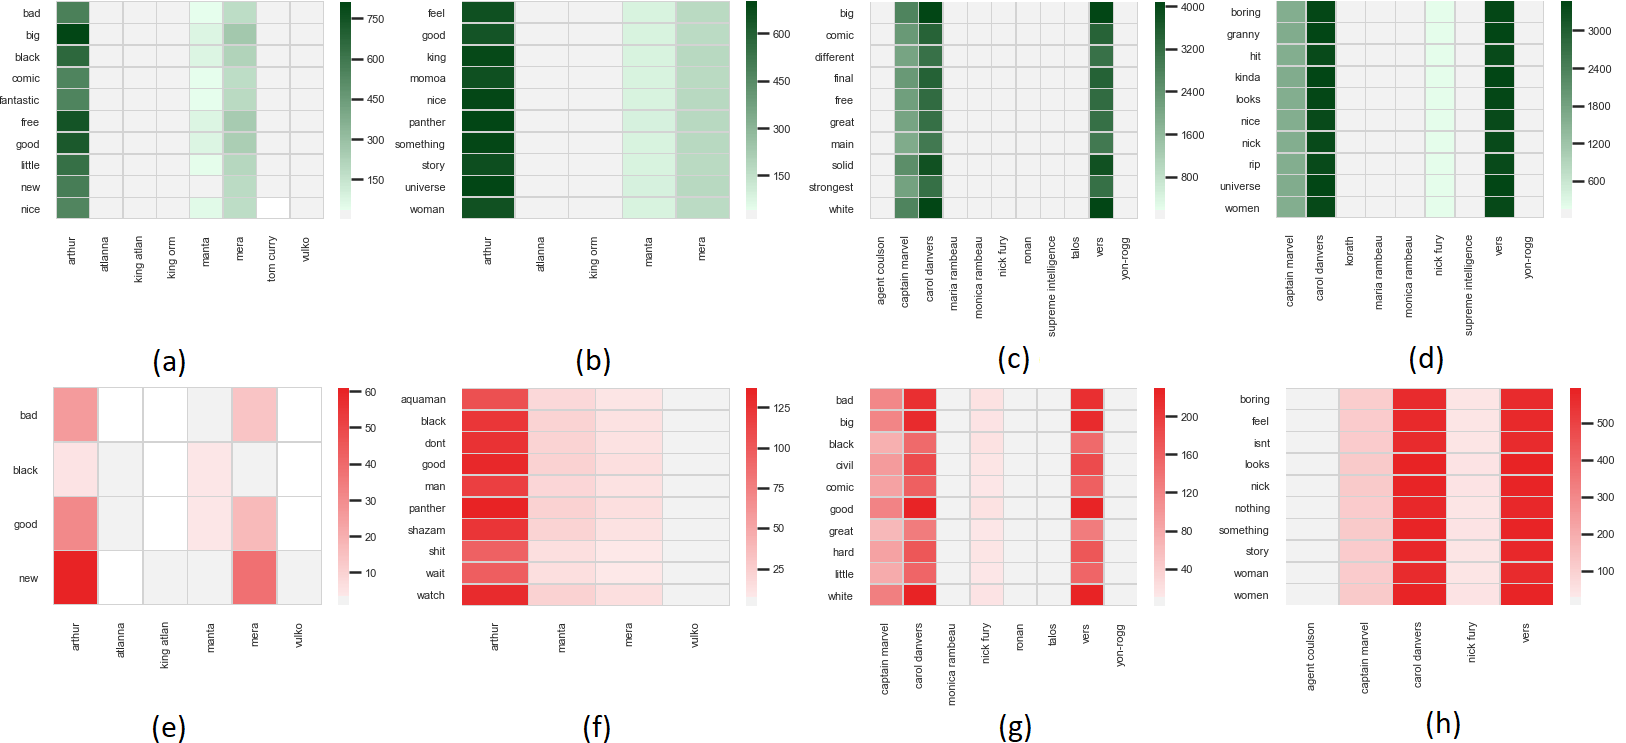 bad
big
black
comic
fantastic
free
good
little
new
nice
750
600
450
300
150
arthur
atlanna
king atlan
king orm
manta
mera
tom curry
vulko
(a)
feel
good
king
momoa
nice
panther
something
story
universe
woman
600
450
300
150
arthur
atlanna
king orm
manta
mera
(b)
big
comic
different
final
free
great
main
solid
strongest
white
4000
3200
2400
1600
800
agent coulson
captain marvel
carol danvers
maria rambeau
monica rambeau
nick fury
ronan
supreme intelligence
talos
vers
yon-rogg
(c)
boring
granny
hit
kinda
looks
nice
nick
rip
universe
women
3000
2400
1800
1200
600
captain marvel
carol danvers
korath
maria rambeau
monica rambeau
nick fury
supreme intelligence
vers
yon-rogg
(d)
bad
black
good
new
60
50
40
30
20
10
arthur
atlanna
king atlan
manta
mera
vulko
(e)
aquaman
black
dont
good
man
panther
shazam
shit
wait
watch
125
100
75
50
25
arthur
manta
mera
vulko
(f)
bad
big
black
civil
comic
good
great
hard
little
white
200
160
120
80
40
captain marvel
carol danvers
monica rambeau
nick fury
ronan
talos
vers
yon-rogg
(g)
boring
feel
isnt
looks
nick
nothing
something
story
woman
women
500
400
300
200
100
agent coulson
captain marvel
carol danvers
nick fury
vers
(h)